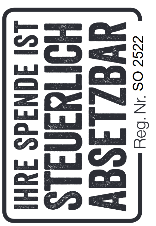 IHRE SPENDE IST
STEUERLICH
ABSETZBAR
Reg. Nr. SO 2522